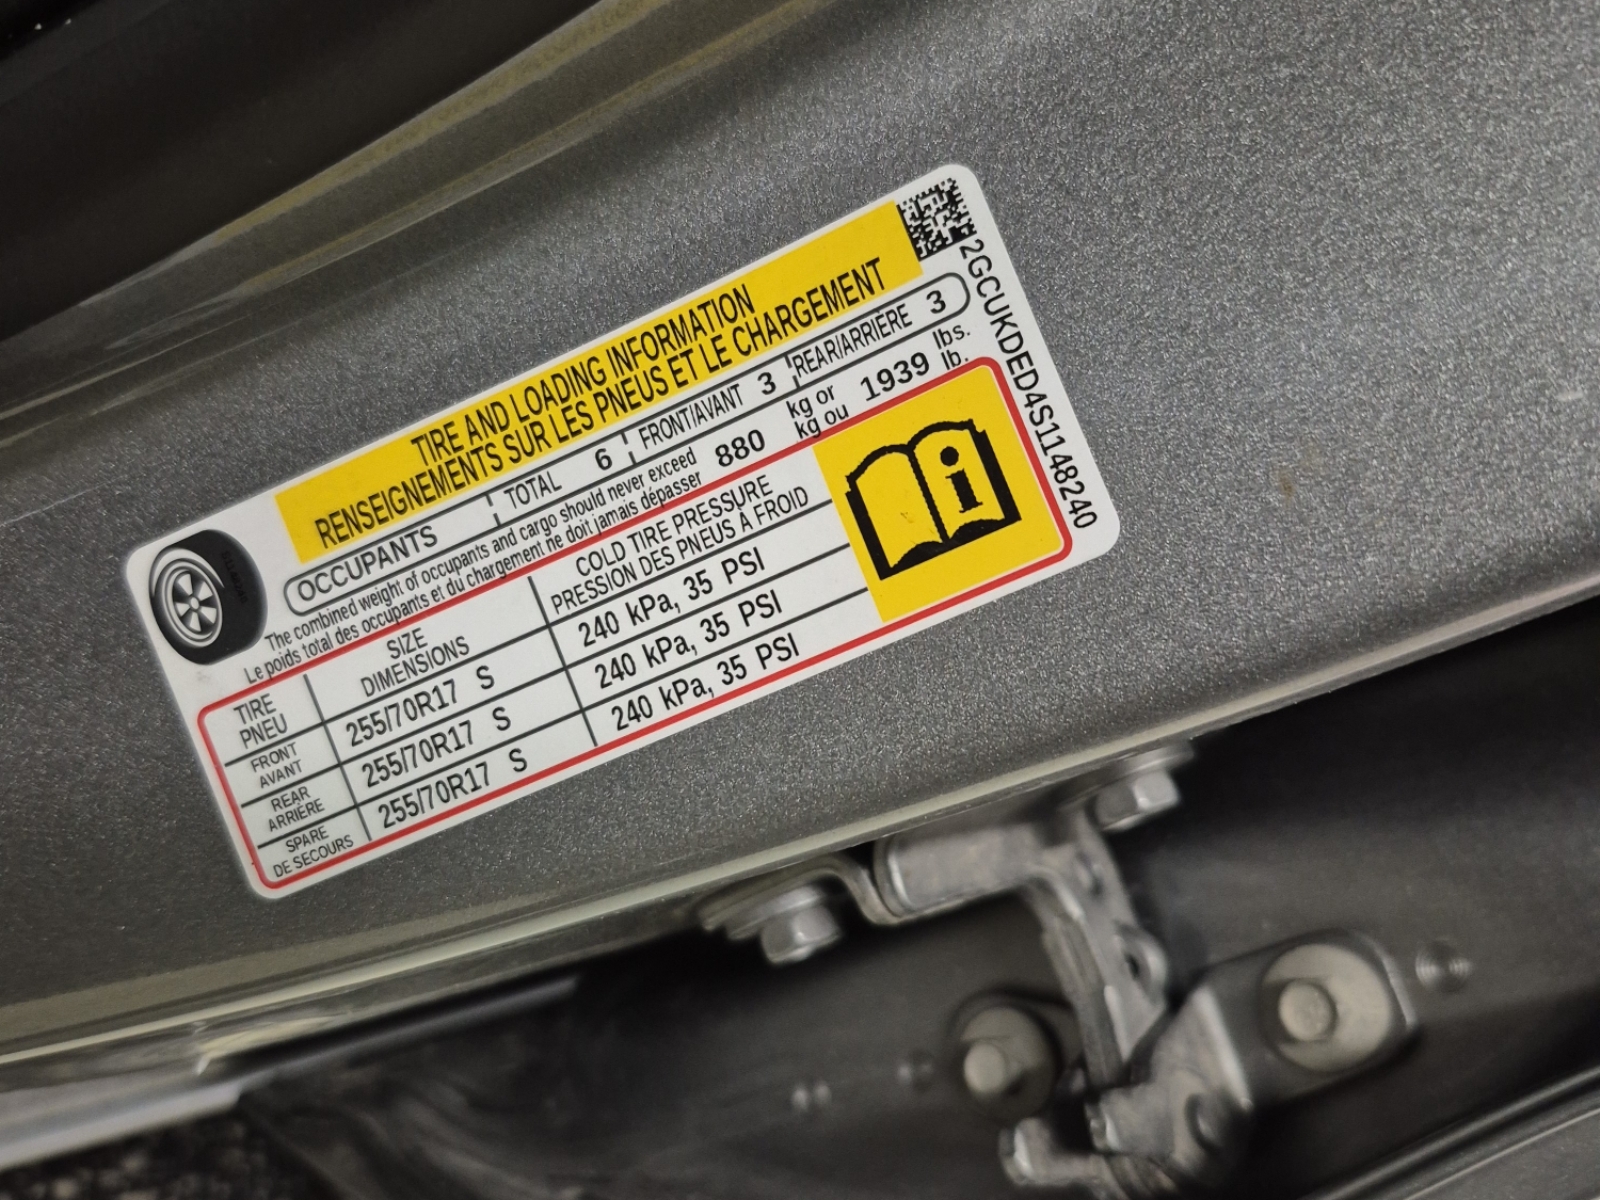 TIRE AND LOADING INFORMATION
RENSEIGNEMENTS SUR LES PNEUS ET LE CHARGEMENT
OCCUPANTS TOTAL 6 FRONT/AVANT 3 REAR/ARRIÈRE 3
The combined weight of occupants and cargo should never exceed 880 kg or 1939 lbs.
Le poids total des occupants et du chargement ne doit jamais dépasser kg ou lb.
TIRE SIZE COLD TIRE PRESSURE
PNEU DIMENSIONS PRESSION DES PNEUS À FROID
FRONT
AVANT
255/70R17 S 240 kPa, 35 PSI
REAR
ARRIÈRE
255/70R17 S 240 kPa, 35 PSI
SPARE
DE SECOURS
255/70R17 S 240 kPa, 35 PSI
i
2GCUKDED4S1148240